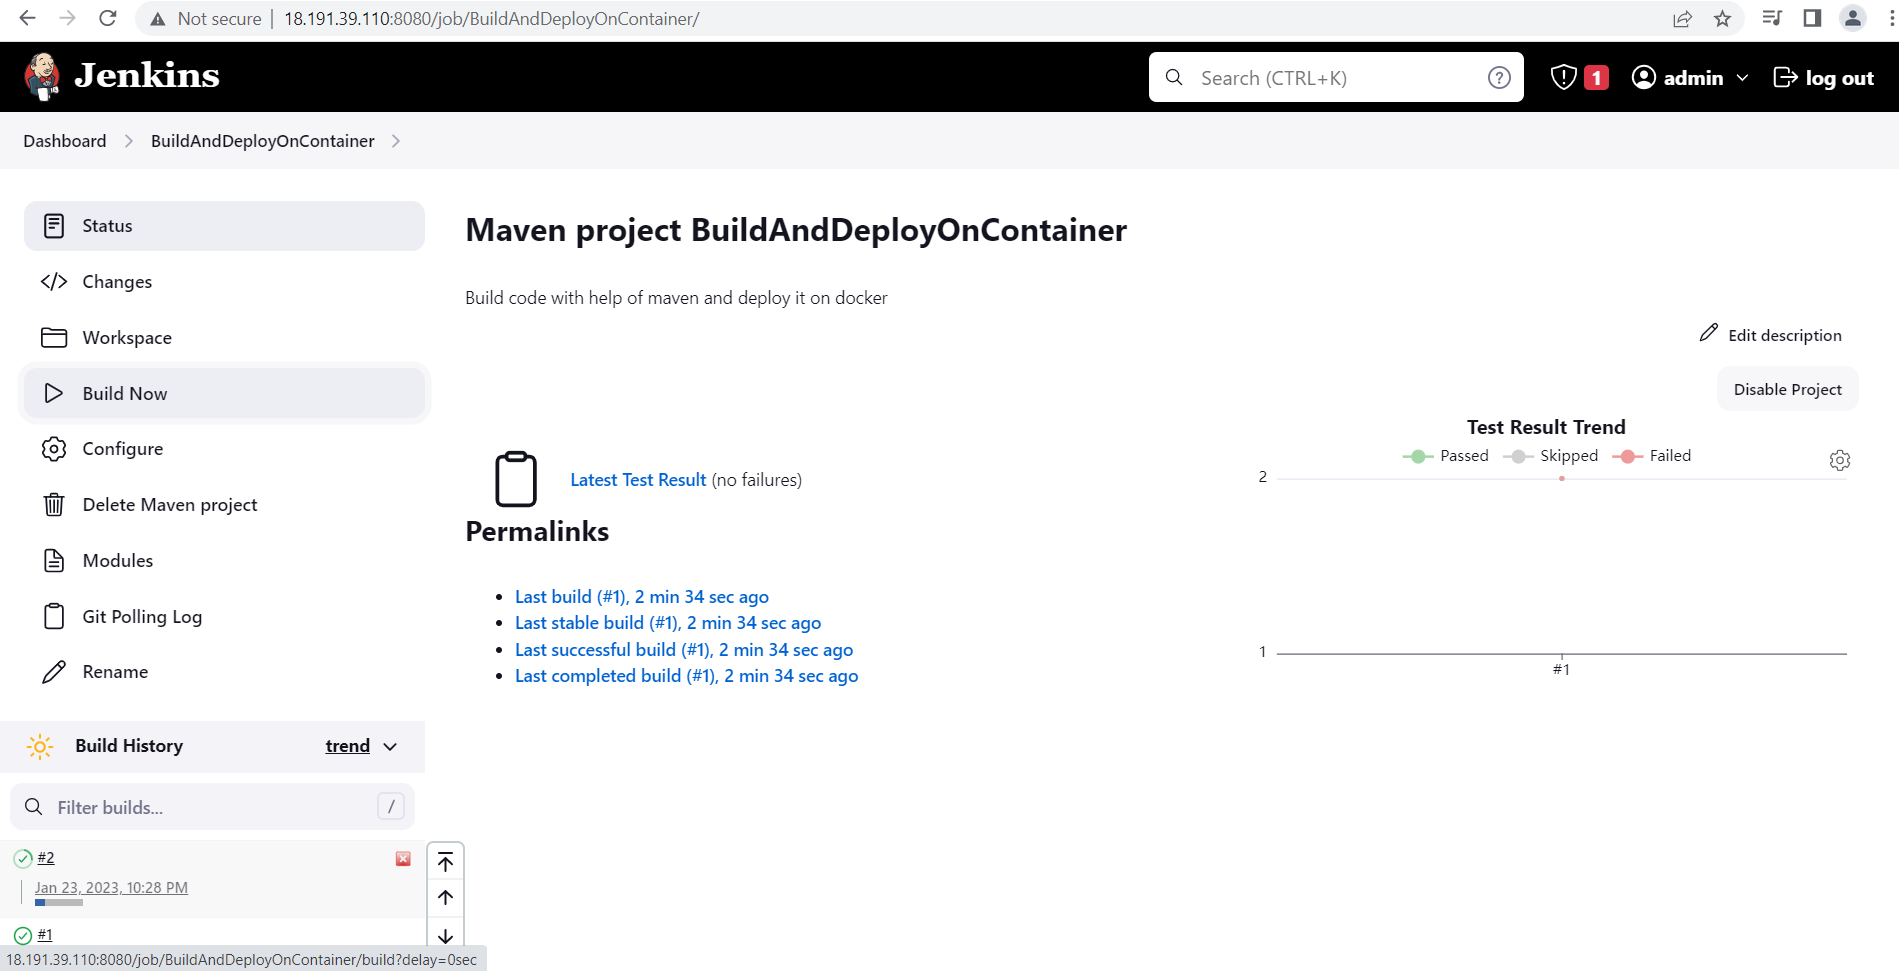 Not secure | 18.191.39.110:8080/job/BuildAndDeployOnContainer/
Jenkins
Search (CTRL+K)
?
1
admin
log out
Dashboard
BuildAndDeployOnContainer
Status
Changes
Workspace
Build Now
Configure
Delete Maven project
Modules
Git Polling Log
Rename
Build History
trend
Filter builds...
/
#2
Jan 23, 2023, 10:28 PM
#1
18.191.39.110:8080/job/BuildAndDeployOnContainer/build?delay=0sec
Maven project BuildAndDeployOnContainer
Build code with help of maven and deploy it on docker
Edit description
Disable Project
Latest Test Result (no failures)
Permalinks
• Last build (#1), 2 min 34 sec ago
• Last stable build (#1), 2 min 34 sec ago
• Last successful build (#1), 2 min 34 sec ago
• Last completed build (#1), 2 min 34 sec ago
Test Result Trend
Passed Skipped Failed
2
1
#1